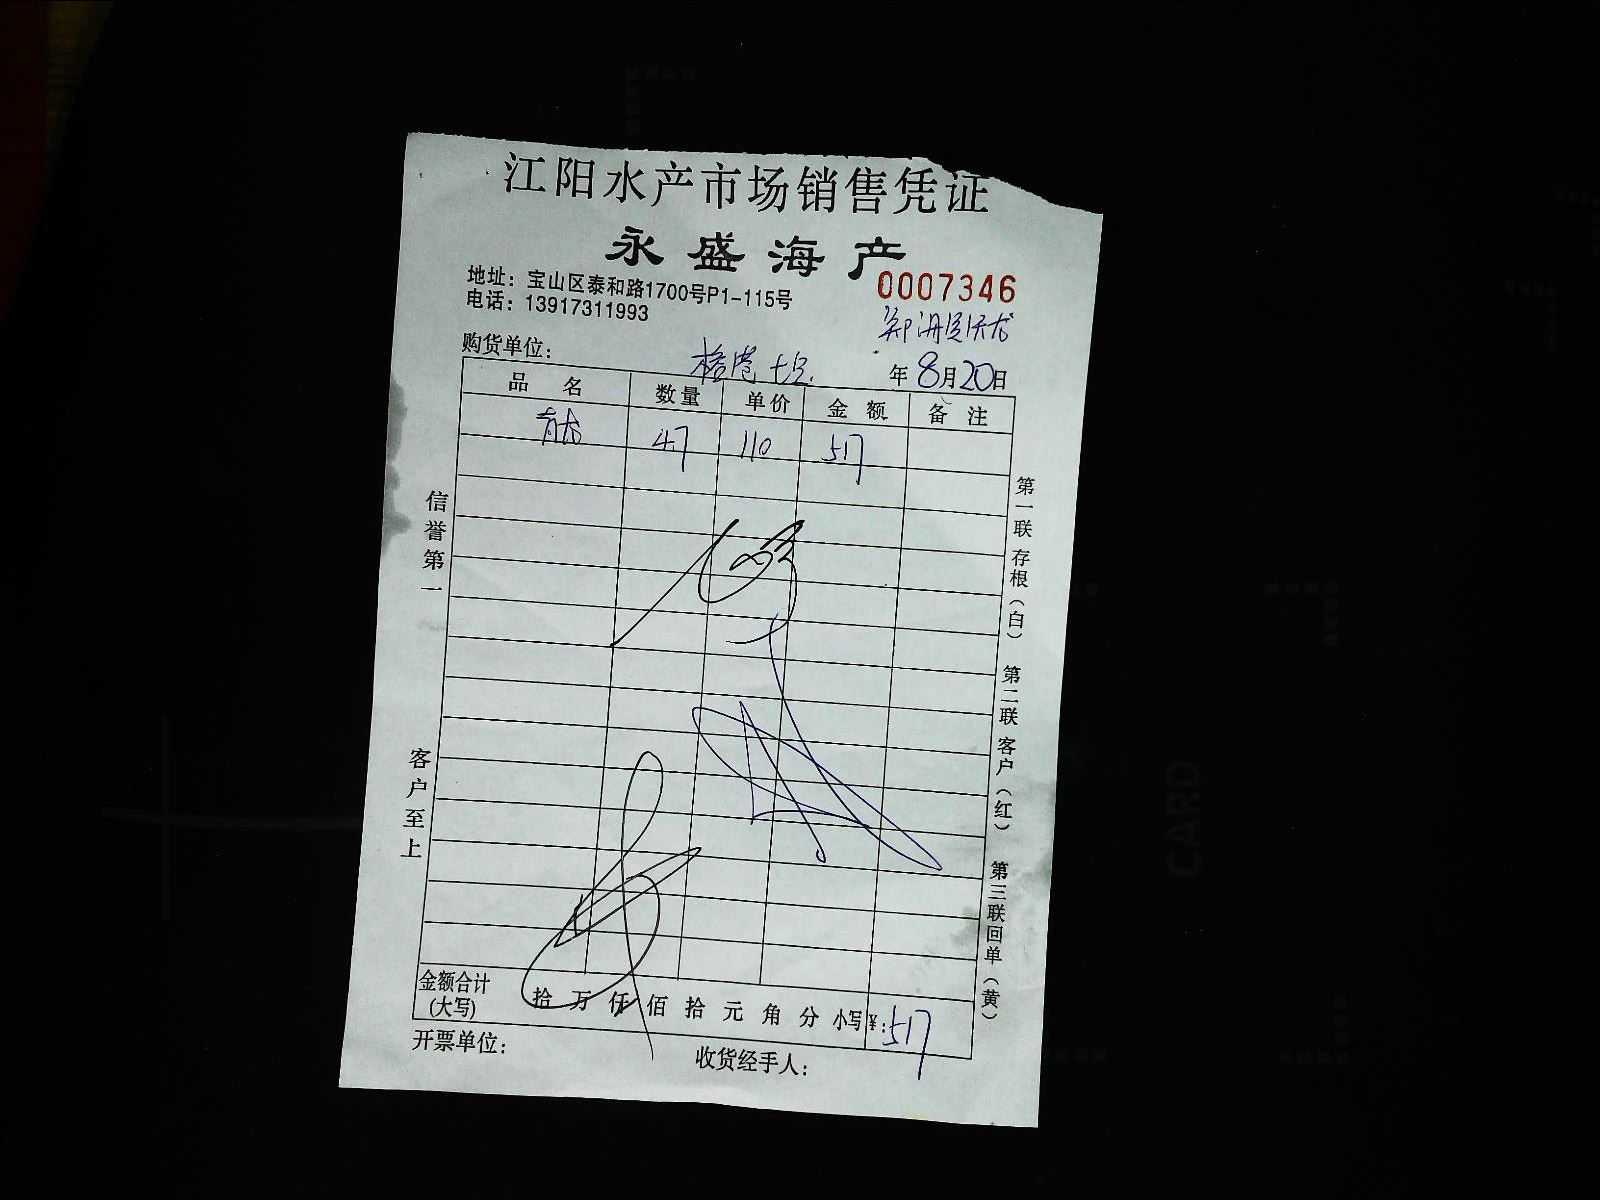 江阳水产市场销售凭证
永盛海产
地址：宝山区泰和路1700号P1-115号
电话：13917311993
0007346
购货单位：
年8月20日
品 名 数量 单价 金 额 备 注
青龙 4.7 110 517
信誉第一
客户至上
第一联 存根（白） 第二联 客户（红） 第三联 回单（黄）
金额合计
(大写)
拾 万 仟 佰 拾 元 角 分 小写¥：517
开票单位：
收货经手人：
CARD